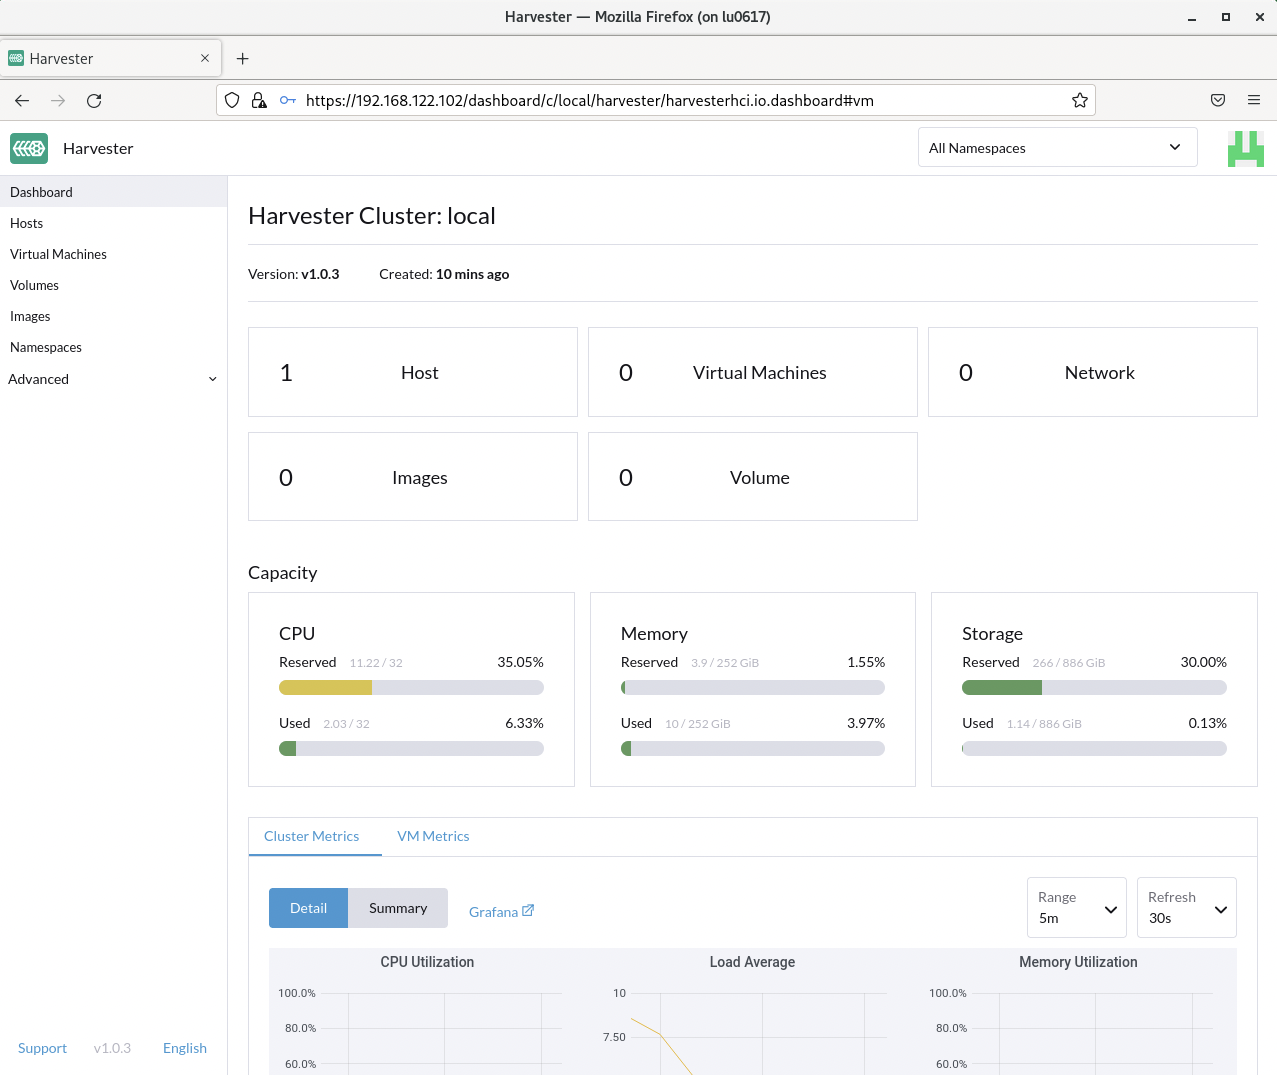 Harvester — Mozilla Firefox (on lu0617)
Harvester
https://192.168.122.102/dashboard/c/local/harvester/harvesterhci.io.dashboard#vm
Harvester
All Namespaces
Dashboard
Hosts
Virtual Machines
Volumes
Images
Namespaces
Advanced
Harvester Cluster: local
Version: v1.0.3 Created: 10 mins ago
1 Host
0 Virtual Machines
0 Network
0 Images
0 Volume
Capacity
CPU
Reserved 11.22 / 32 35.05%
Used 2.03 / 32 6.33%
Memory
Reserved 3.9 / 252 GiB 1.55%
Used 10 / 252 GiB 3.97%
Storage
Reserved 266 / 886 GiB 30.00%
Used 1.14 / 886 GiB 0.13%
Cluster Metrics VM Metrics
Detail Summary Grafana
Range
5m
Refresh
30s
CPU Utilization
100.0%
80.0%
60.0%
Load Average
10
7.50
Memory Utilization
100.0%
80.0%
60.0%
Support v1.0.3 English